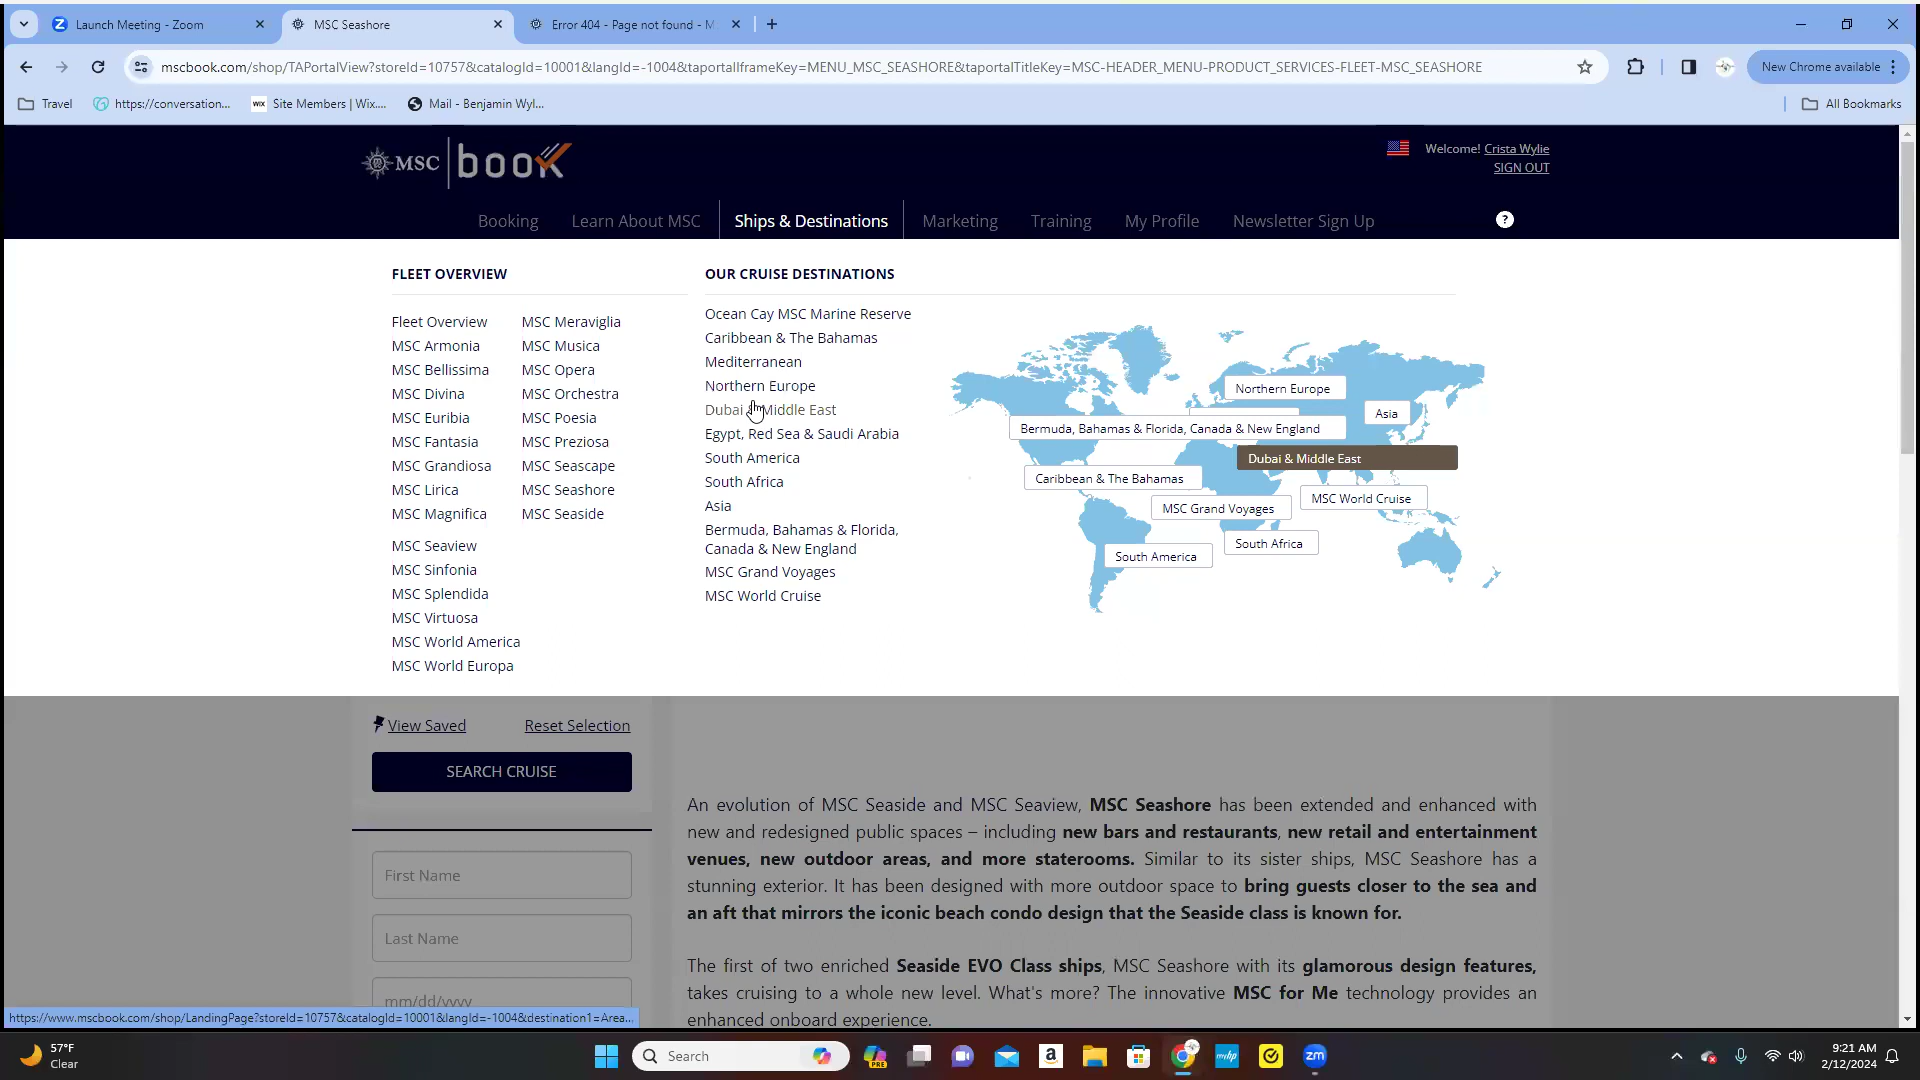 Launch Meeting - Zoom
MSC Seashore
Error 404 - Page not found - M
mscbook.com/shop/TAPortalView?storeId=10757&catalogId=10001&langId=-1004&taportalIframeKey=MENU_MSC_SEASHORE&taportalTitleKey=MSC-HEADER_MENU-PRODUCT_SERVICES-FLEET-MSC_SEASHORE
New Chrome available
Travel
https://conversation...
WIX Site Members | Wix....
Mail - Benjamin Wyl...
All Bookmarks
MSC book
Welcome! Crista Wylie
SIGN OUT
Booking
Learn About MSC
Ships & Destinations
Marketing
Training
My Profile
Newsletter Sign Up
?
FLEET OVERVIEW
Fleet Overview
MSC Armonia
MSC Bellissima
MSC Divina
MSC Euribia
MSC Fantasia
MSC Grandiosa
MSC Lirica
MSC Magnifica
MSC Meraviglia
MSC Musica
MSC Opera
MSC Orchestra
MSC Poesia
MSC Preziosa
MSC Seascape
MSC Seashore
MSC Seaside
MSC Seaview
MSC Sinfonia
MSC Splendida
MSC Virtuosa
MSC World America
MSC World Europa
OUR CRUISE DESTINATIONS
Ocean Cay MSC Marine Reserve
Caribbean & The Bahamas
Mediterranean
Northern Europe
Dubai & Middle East
Egypt, Red Sea & Saudi Arabia
South America
South Africa
Asia
Bermuda, Bahamas & Florida,
Canada & New England
MSC Grand Voyages
MSC World Cruise
Northern Europe
Asia
Bermuda, Bahamas & Florida, Canada & New England
Dubai & Middle East
Caribbean & The Bahamas
MSC World Cruise
MSC Grand Voyages
South Africa
South America
View Saved
Reset Selection
SEARCH CRUISE
First Name
Last Name
mm/dd/yyyy
An evolution of MSC Seaside and MSC Seaview, MSC Seashore has been extended and enhanced with
new and redesigned public spaces – including new bars and restaurants, new retail and entertainment
venues, new outdoor areas, and more staterooms. Similar to its sister ships, MSC Seashore has a
stunning exterior. It has been designed with more outdoor space to bring guests closer to the sea and
an aft that mirrors the iconic beach condo design that the Seaside class is known for.
The first of two enriched Seaside EVO Class ships, MSC Seashore with its glamorous design features,
takes cruising to a whole new level. What's more? The innovative MSC for Me technology provides an
enhanced onboard experience.
https://www.mscbook.com/shop/LandingPage?storeId=10757&catalogId=10001&langId=-1004&destination1=Area...
57°F
Clear
Search
PRE
a
myhp
zm
9:21 AM
2/12/2024